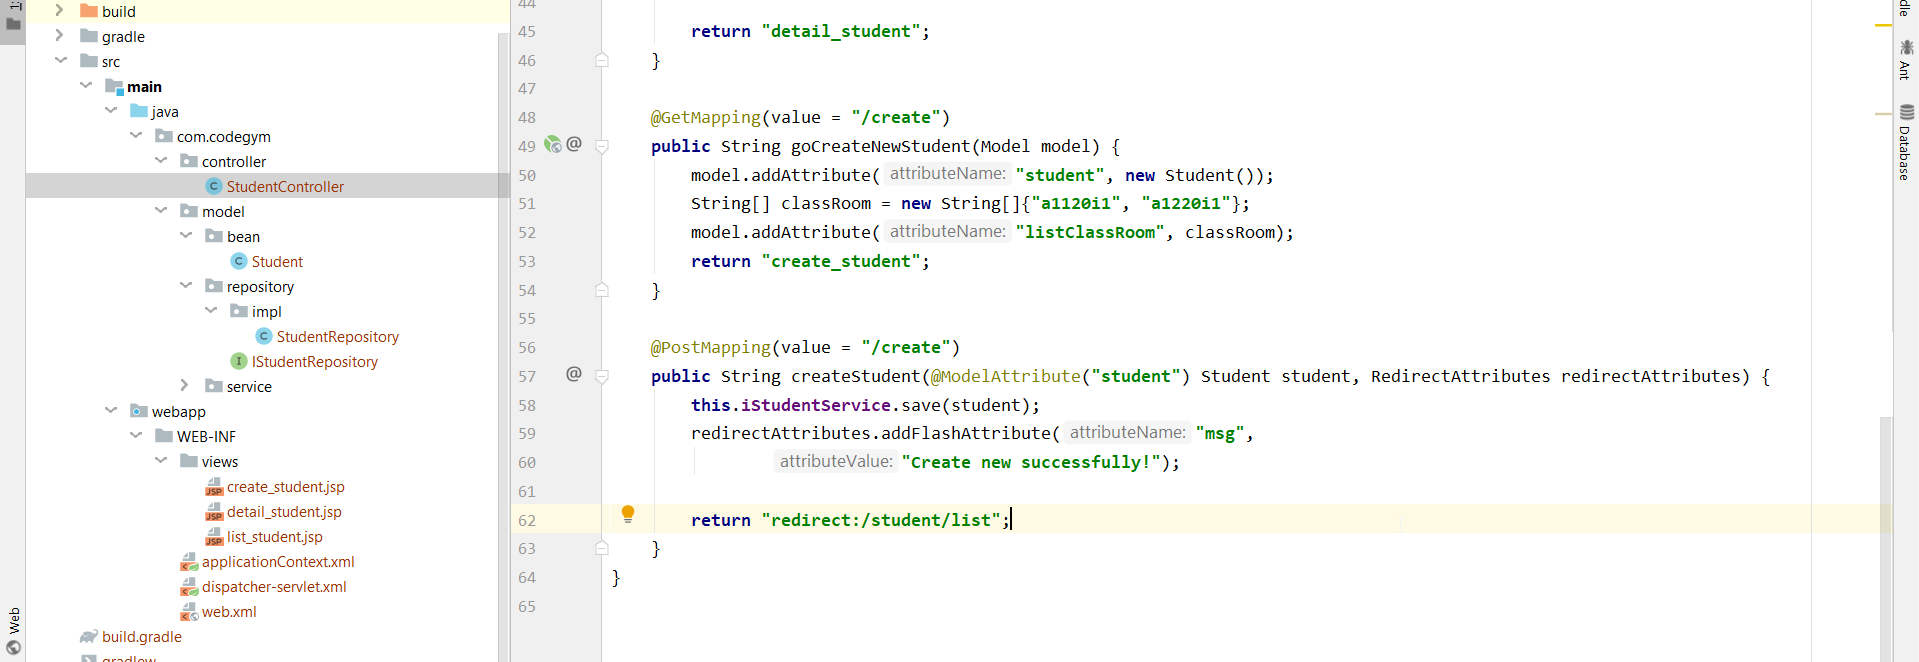 1:
build
gradle
src
main
java
com.codegym
controller
StudentController
model
bean
Student
repository
impl
StudentRepository
IStudentRepository
service
webapp
WEB-INF
views
create_student.jsp
detail_student.jsp
list_student.jsp
applicationContext.xml
dispatcher-servlet.xml
web.xml
build.gradle
gradlew
Web
44
45 return "detail_student";
46 }
47
48 @GetMapping(value = "/create")
49 public String goCreateNewStudent(Model model) {
50 model.addAttribute( attributeName: "student", new Student());
51 String[] classRoom = new String[]{"a1120i1", "a1220i1"};
52 model.addAttribute( attributeName: "listClassRoom", classRoom);
53 return "create_student";
54 }
55
56 @PostMapping(value = "/create")
57 public String createStudent(@ModelAttribute("student") Student student, RedirectAttributes redirectAttributes) {
58 this.iStudentService.save(student);
59 redirectAttributes.addFlashAttribute( attributeName: "msg",
60 attributeValue: "Create new successfully!");
61
62 return "redirect:/student/list";
63 }
64 }
65
dle
Ant
Database